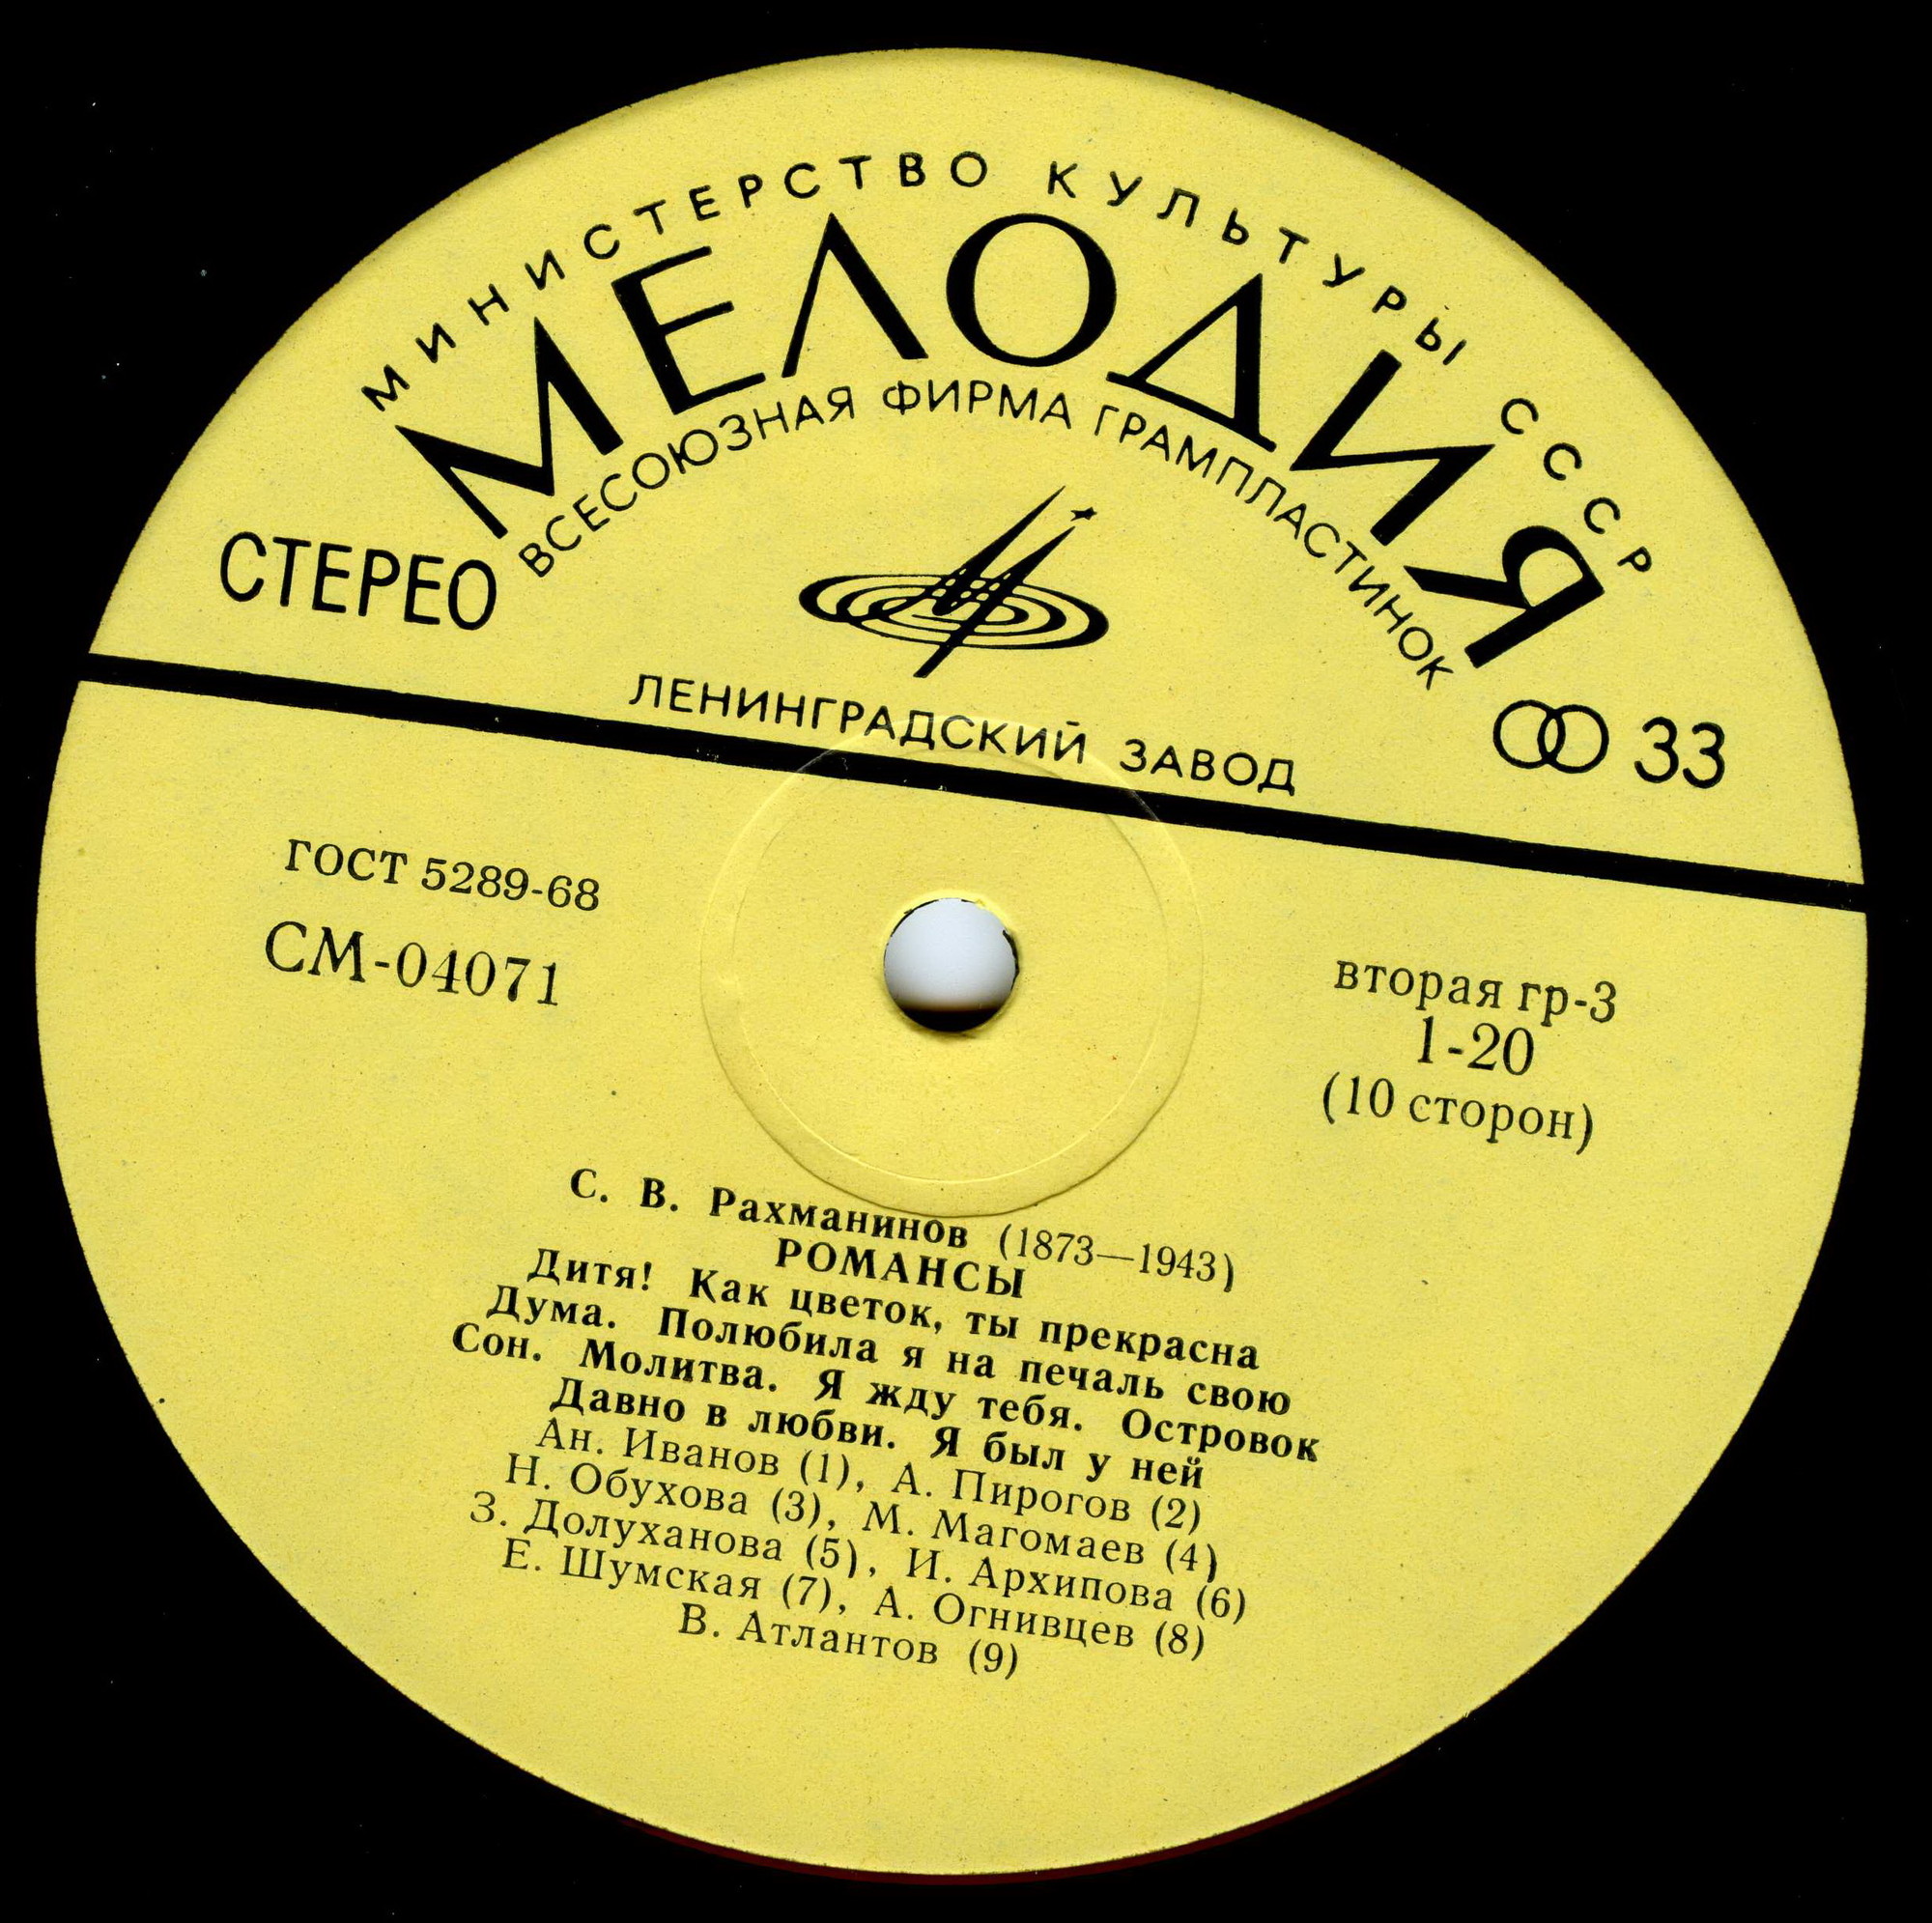 МИНИСТЕРСТВО КУЛЬТУРЫ СССР
МЕЛОДИЯ
ВСЕСОЮЗНАЯ ФИРМА ГРАМПЛАСТИНОК
СТЕРЕО
33
ЛЕНИНГРАДСКИЙ ЗАВОД
ГОСТ 5289-68
СМ-04071
вторая гр-3
1-20
(10 сторон)
С. В. Рахманинов (1873—1943)
РОМАНСЫ
Дитя! Как цветок, ты прекрасна
Дума. Полюбила я на печаль свою
Сон. Молитва. Я жду тебя. Островок
Давно в любви. Я был у ней
Ан. Иванов (1), А. Пирогов (2)
Н. Обухова (3), М. Магомаев (4)
З. Долуханова (5), И. Архипова (6)
Е. Шумская (7), А. Огнивцев (8)
В. Атлантов (9)